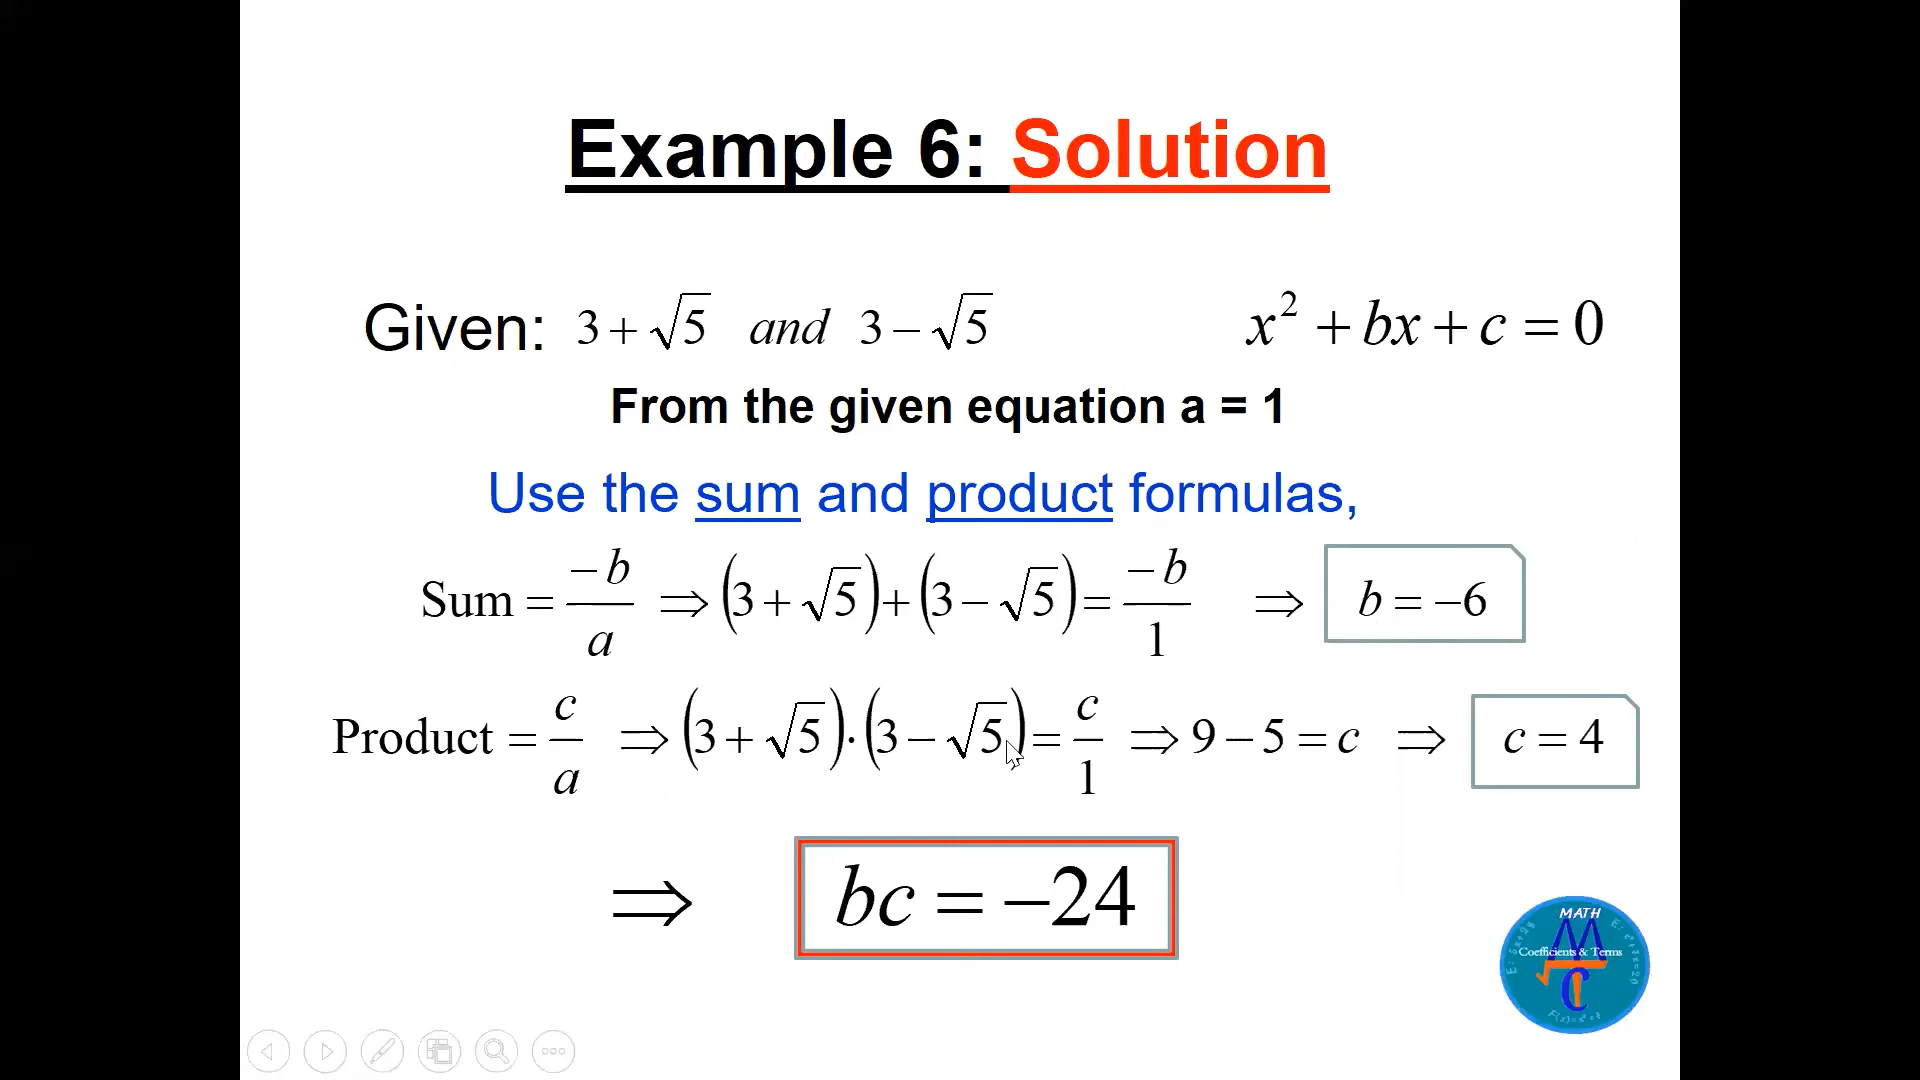 Example 6: Solution
Given: 3 + √5 and 3 − √5 x² + bx + c = 0
From the given equation a = 1
Use the sum and product formulas,
Sum = −b/a ⇒ (3 + √5) + (3 − √5) = −b/1 ⇒ b = −6
Product = c/a ⇒ (3 + √5) · (3 − √5) = c/1 ⇒ 9 − 5 = c ⇒ c = 4
⇒ bc = −24
MATH
Coefficients & Terms